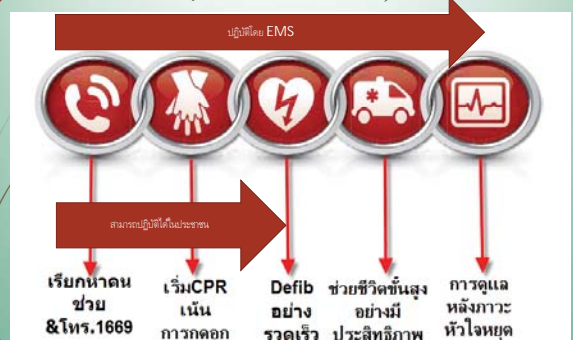 ปฏิบัติโดย EMS
สามารถปฏิบัติได้ในประชาชน
เรียกหาคน
ช่วย
&โทร.1669
เริ่มCPR
เน้น
การกดอก
Defib
อย่าง
รวดเร็ว
ช่วยชีวิตขั้นสูง
อย่างมี
ประสิทธิภาพ
การดูแล
หลังภาวะ
หัวใจหยุด